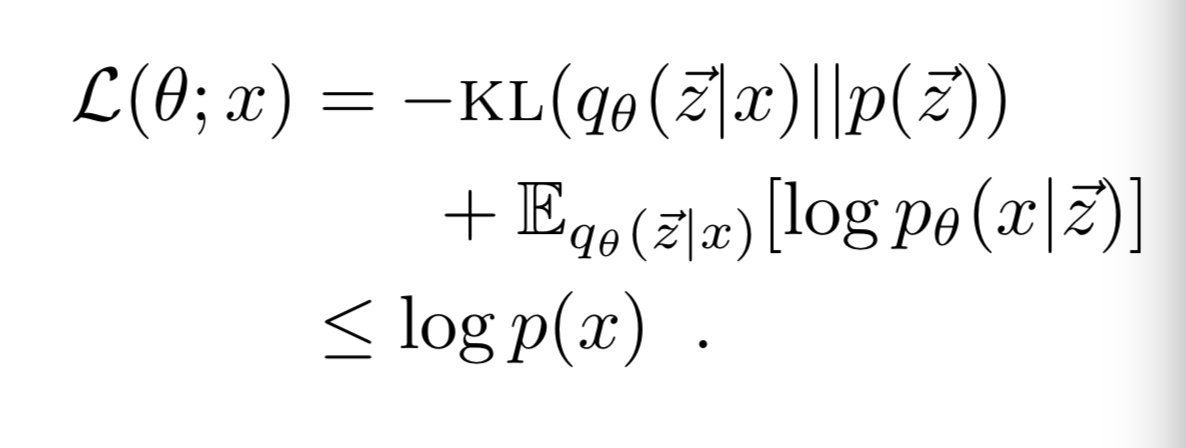 ℒ(θ; x) = −KL(q_θ(z⃗|x)||p(z⃗))
+ 𝔼_{q_θ(z⃗|x)}[log p_θ(x|z⃗)]
≤ log p(x) .